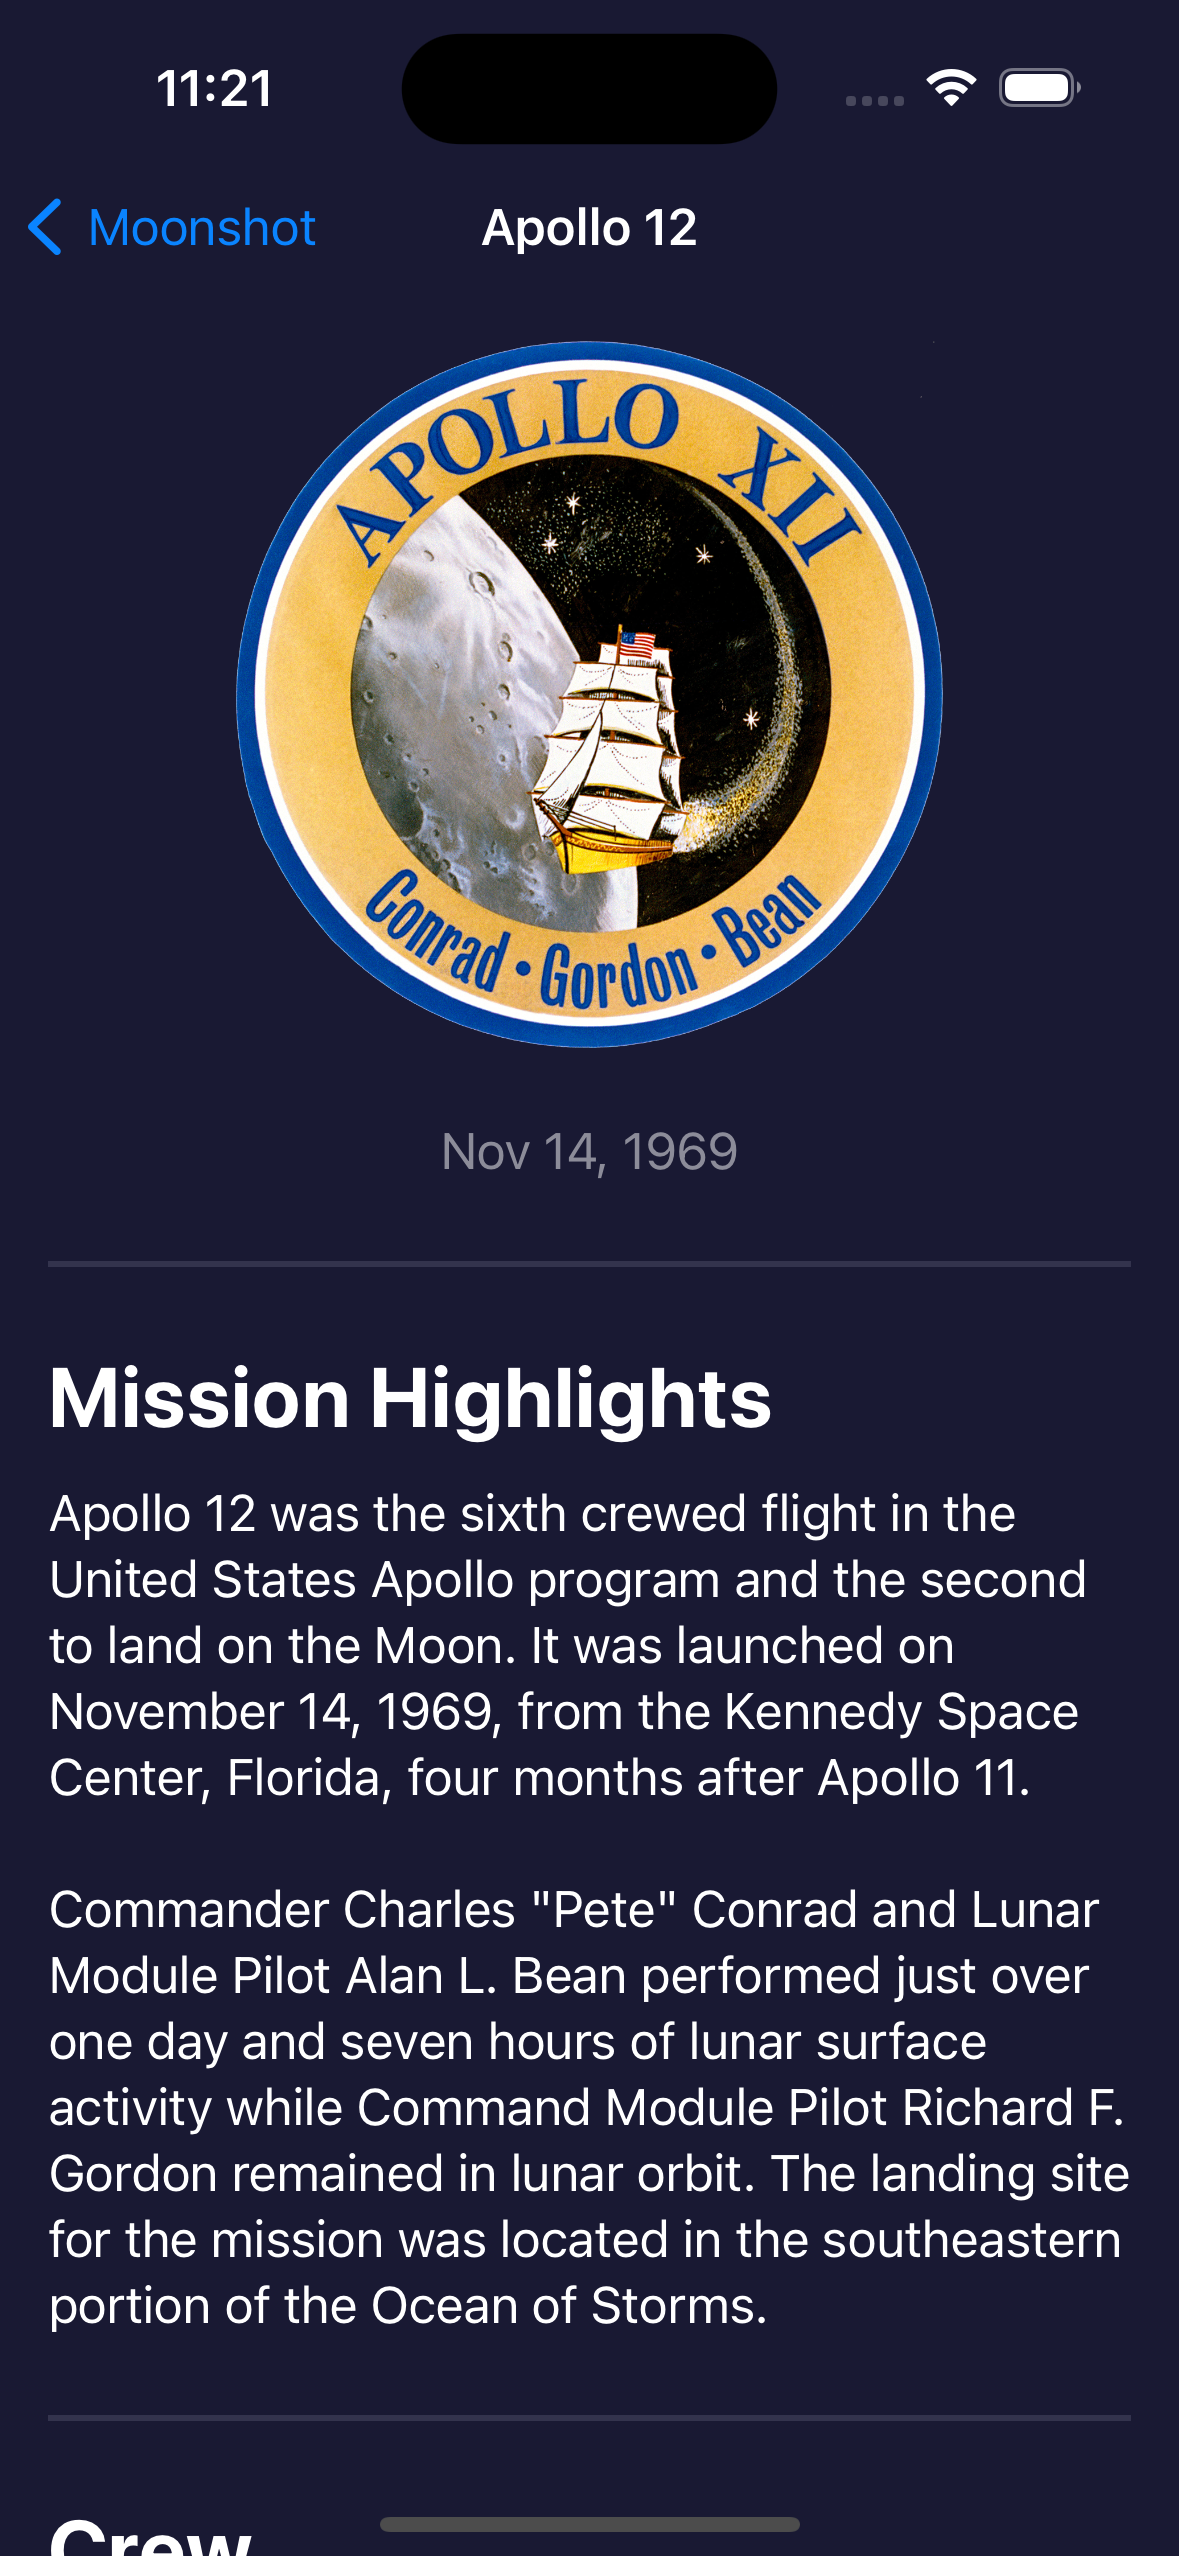 11:21
Moonshot
Apollo 12
APOLLO XII
Conrad • Gordon • Bean
Nov 14, 1969
Mission Highlights
Apollo 12 was the sixth crewed flight in the
United States Apollo program and the second
to land on the Moon. It was launched on
November 14, 1969, from the Kennedy Space
Center, Florida, four months after Apollo 11.
Commander Charles "Pete" Conrad and Lunar
Module Pilot Alan L. Bean performed just over
one day and seven hours of lunar surface
activity while Command Module Pilot Richard F.
Gordon remained in lunar orbit. The landing site
for the mission was located in the southeastern
portion of the Ocean of Storms.
Crew